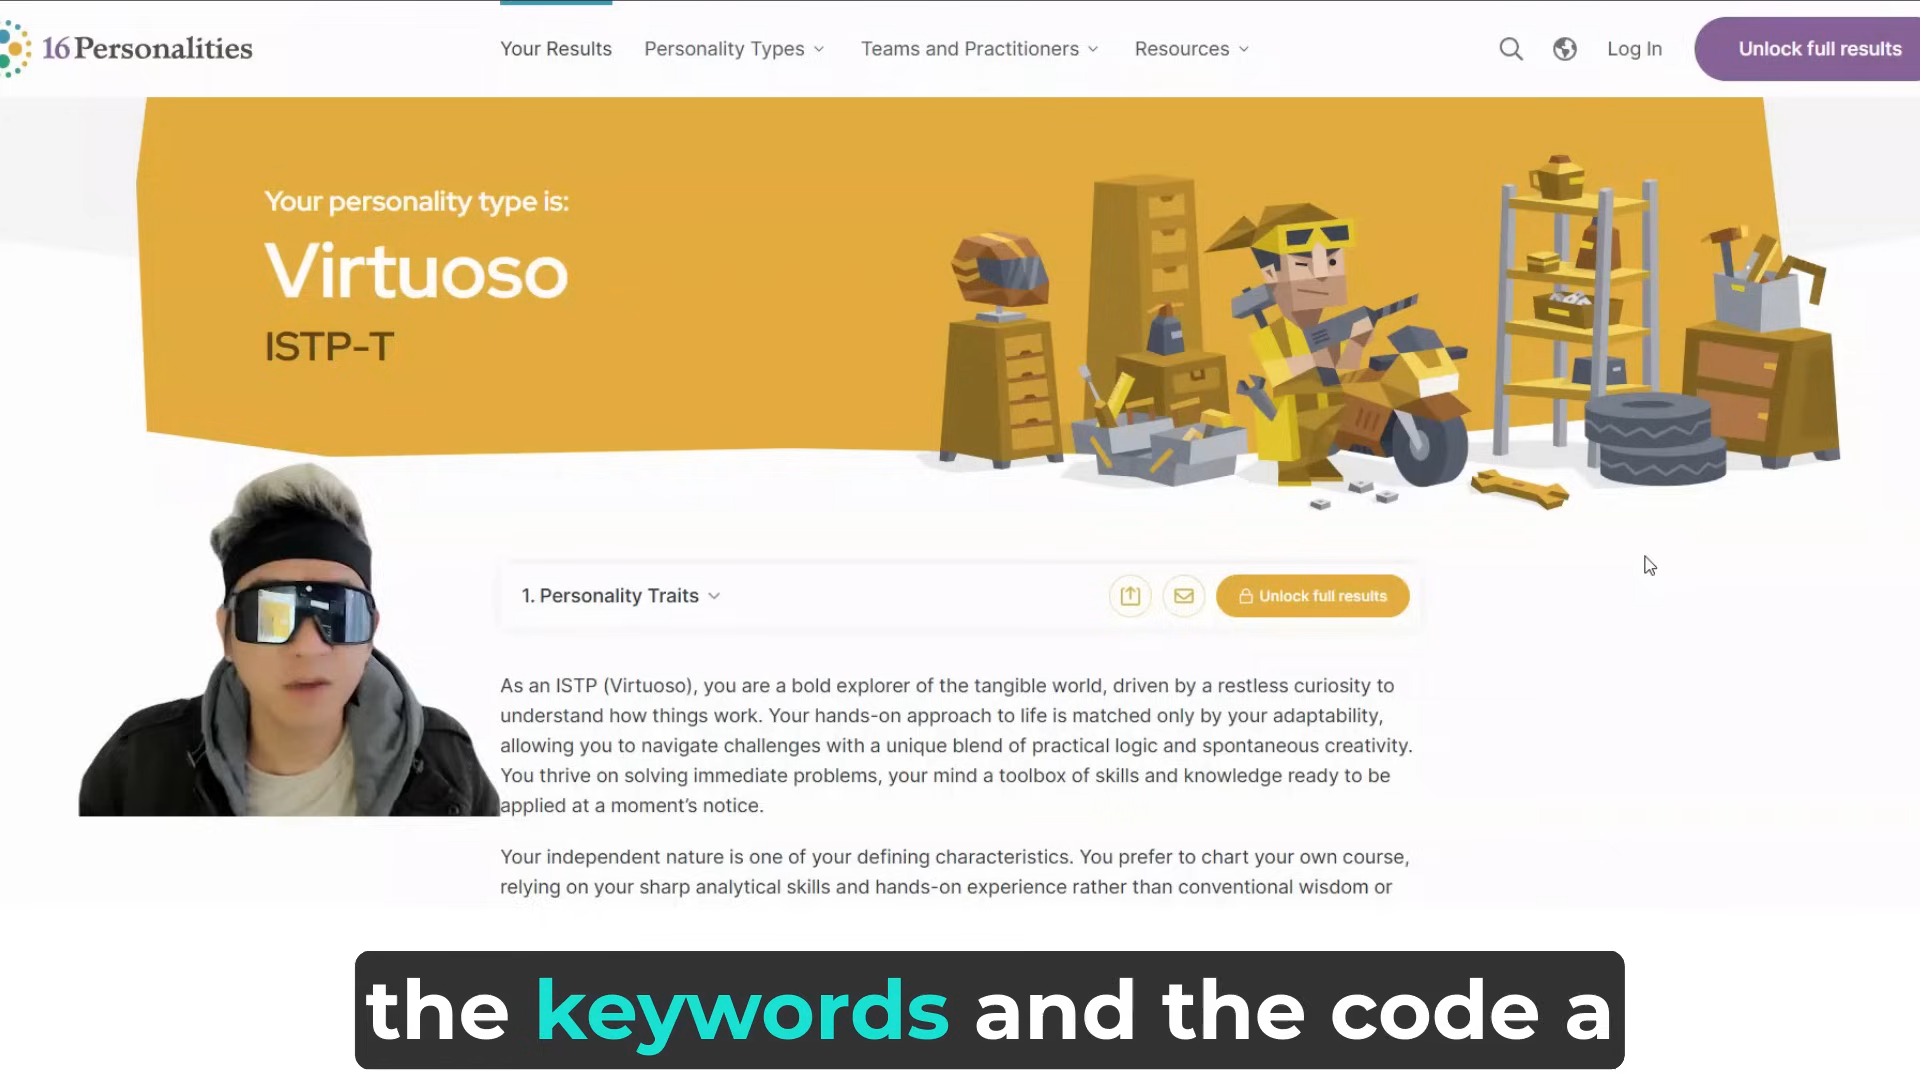 16Personalities
Your Results
Personality Types
Teams and Practitioners
Resources
Log In
Unlock full results
Your personality type is:
Virtuoso
ISTP-T
1. Personality Traits
Unlock full results
As an ISTP (Virtuoso), you are a bold explorer of the tangible world, driven by a restless curiosity to
understand how things work. Your hands-on approach to life is matched only by your adaptability,
allowing you to navigate challenges with a unique blend of practical logic and spontaneous creativity.
You thrive on solving immediate problems, your mind a toolbox of skills and knowledge ready to be
applied at a moment’s notice.
Your independent nature is one of your defining characteristics. You prefer to chart your own course,
relying on your sharp analytical skills and hands-on experience rather than conventional wisdom or
the keywords and the code a